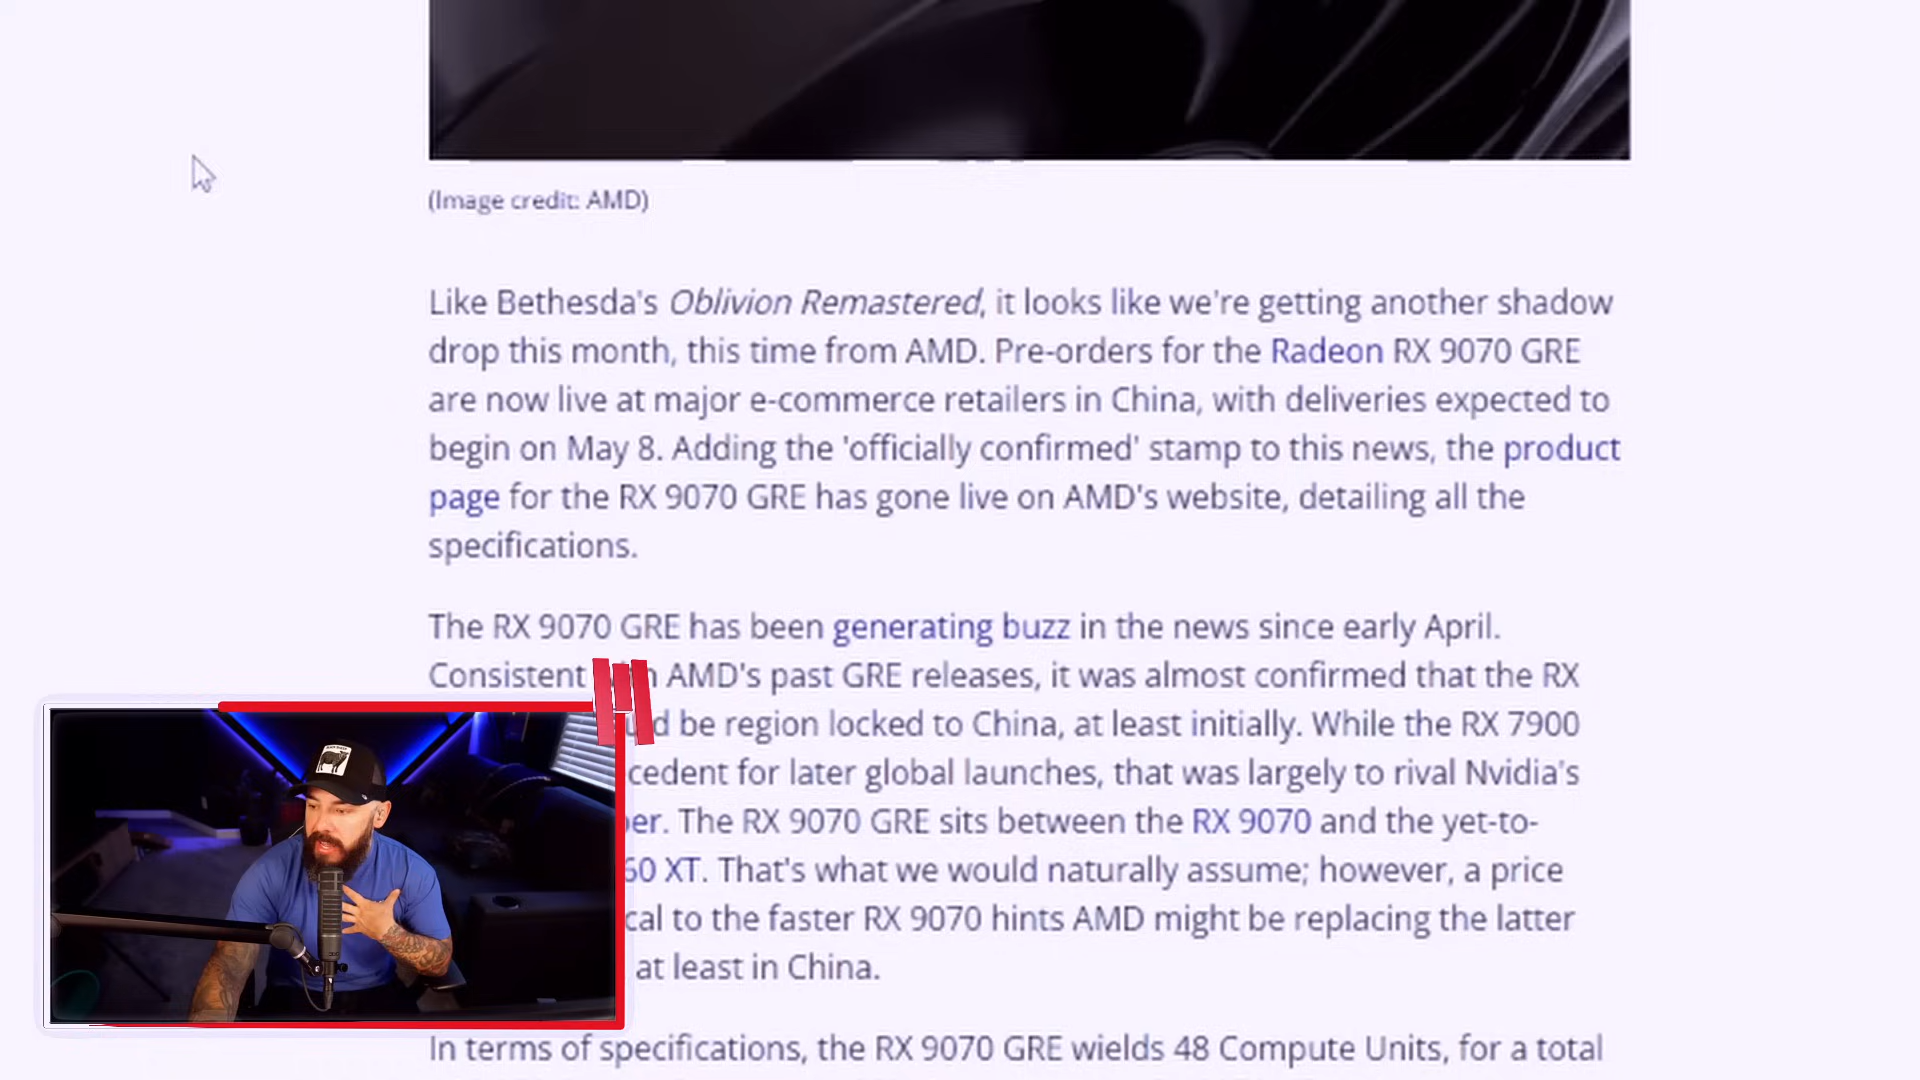 (Image credit: AMD)
Like Bethesda's Oblivion Remastered, it looks like we're getting another shadow
drop this month, this time from AMD. Pre-orders for the Radeon RX 9070 GRE
are now live at major e-commerce retailers in China, with deliveries expected to
begin on May 8. Adding the 'officially confirmed' stamp to this news, the product
page for the RX 9070 GRE has gone live on AMD's website, detailing all the
specifications.
The RX 9070 GRE has been generating buzz in the news since early April.
Consistent AMD's past GRE releases, it was almost confirmed that the RX
be region locked to China, at least initially. While the RX 7900
cedent for later global launches, that was largely to rival Nvidia's
per. The RX 9070 GRE sits between the RX 9070 and the yet-to-
60 XT. That's what we would naturally assume; however, a price
cal to the faster RX 9070 hints AMD might be replacing the latter
at least in China.
In terms of specifications, the RX 9070 GRE wields 48 Compute Units, for a total